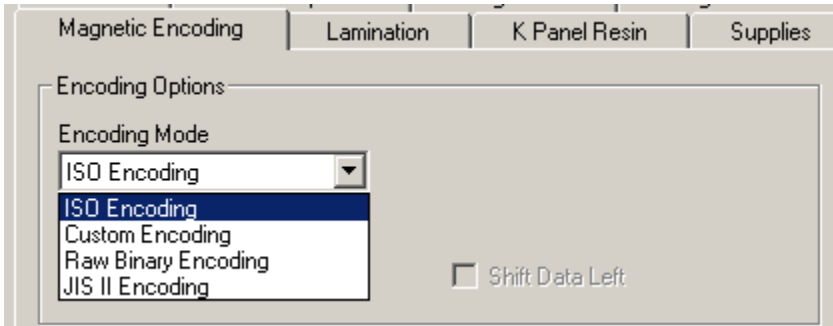 Magnetic Encoding Lamination K Panel Resin Supplies
Encoding Options
Encoding Mode
ISO Encoding
ISO Encoding
Custom Encoding
Raw Binary Encoding
JIS II Encoding
Shift Data Left